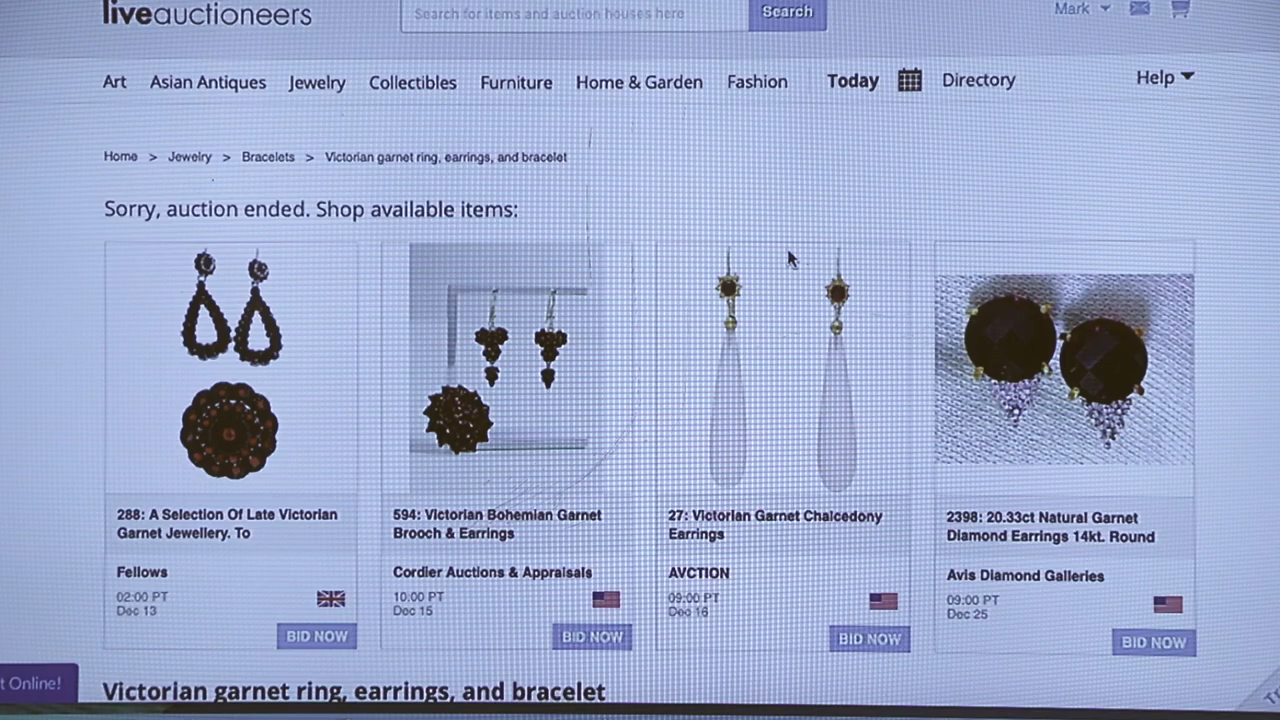 liveauctioneers
Search for items and auction houses here
Search
Mark
Art Asian Antiques Jewelry Collectibles Furniture Home & Garden Fashion Today Directory Help
Home > Jewelry > Bracelets > Victorian garnet ring, earrings, and bracelet
Sorry, auction ended. Shop available items:
288: A Selection Of Late Victorian
Garnet Jewellery. To
Fellows
02:00 PT
Dec 13
BID NOW
594: Victorian Bohemian Garnet
Brooch & Earrings
Cordier Auctions & Appraisals
10:00 PT
Dec 15
BID NOW
27: Victorian Garnet Chalcedony
Earrings
AVCTION
09:00 PT
Dec 16
BID NOW
2398: 20.33ct Natural Garnet
Diamond Earrings 14kt. Round
Avis Diamond Galleries
09:00 PT
Dec 25
BID NOW
t Online!
Victorian garnet ring, earrings, and bracelet